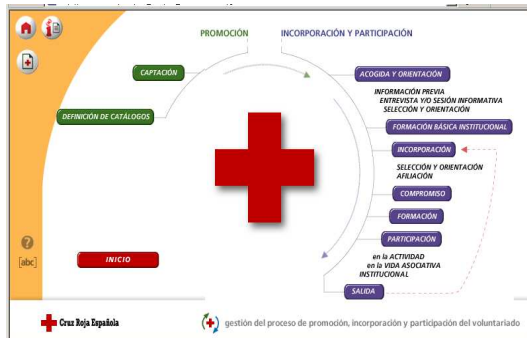 PROMOCIÓN
INCORPORACIÓN Y PARTICIPACIÓN
CAPTACIÓN
DEFINICIÓN DE CATÁLOGOS
ACOGIDA Y ORIENTACIÓN
INFORMACIÓN PREVIA
ENTREVISTA Y/O SESIÓN INFORMATIVA
SELECCIÓN Y ORIENTACIÓN
FORMACIÓN BÁSICA INSTITUCIONAL
INCORPORACIÓN
SELECCIÓN Y ORIENTACIÓN
AFILIACIÓN
COMPROMISO
FORMACIÓN
PARTICIPACIÓN
en la ACTIVIDAD
en la VIDA ASOCIATIVA
INSTITUCIONAL
SALIDA
?
[abc]
INICIO
Cruz Roja Española
gestión del proceso de promoción, incorporación y participación del voluntariado